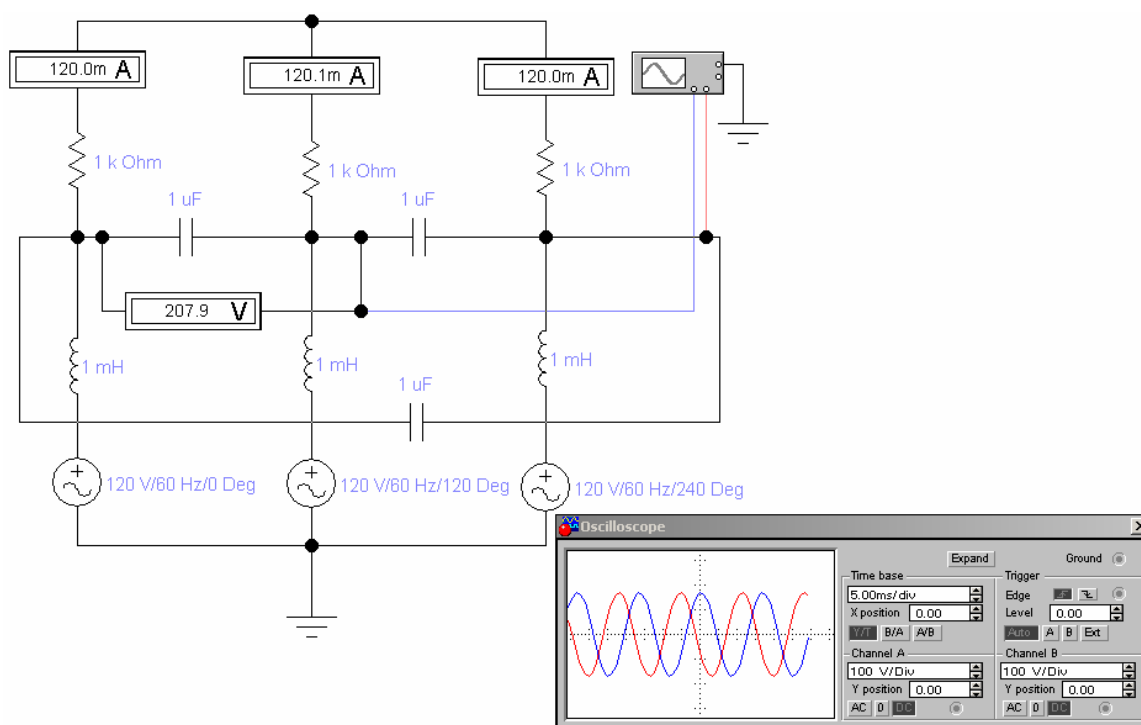 120.0m A
120.1m A
120.0m A
1 k Ohm
1 k Ohm
1 k Ohm
1 uF
1 uF
207.9 V
1 mH
1 mH
1 mH
1 uF
120 V/60 Hz/0 Deg
120 V/60 Hz/120 Deg
120 V/60 Hz/240 Deg
Oscilloscope
Expand
Ground
Time base
5.00ms/div
X position 0.00
Y/T B/A A/B
Trigger
Edge
Level 0.00
Auto A B Ext
Channel A
100 V/Div
Y position 0.00
AC 0 DC
Channel B
100 V/Div
Y position 0.00
AC 0 DC